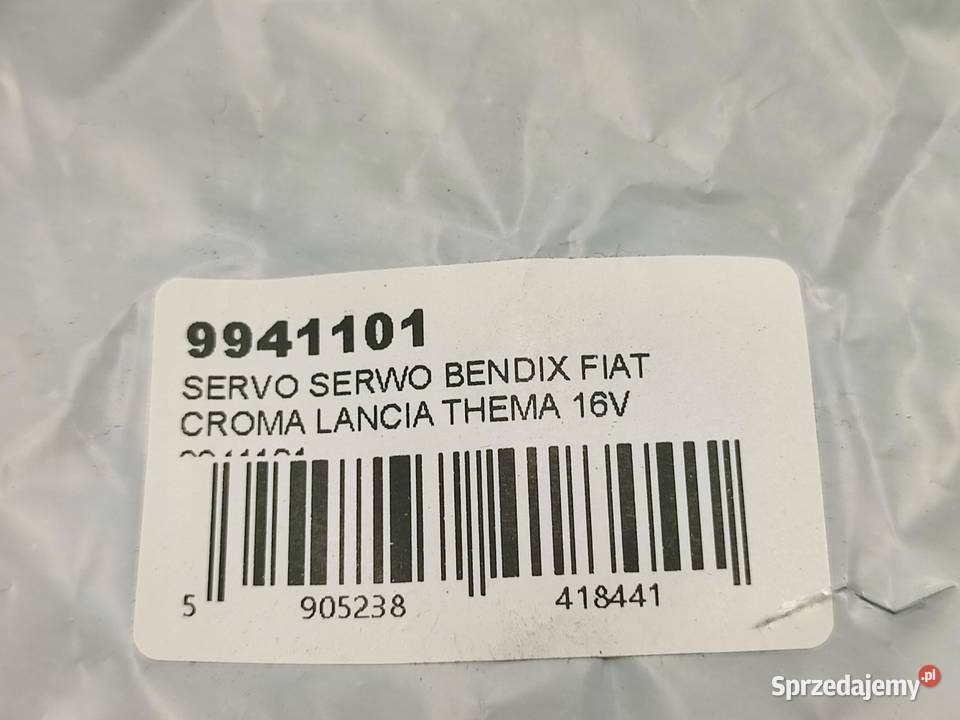 9941101
SERVO SERWO BENDIX FIAT
CROMA LANCIA THEMA 16V
5 905238 418441
Sprzedajemy.pl